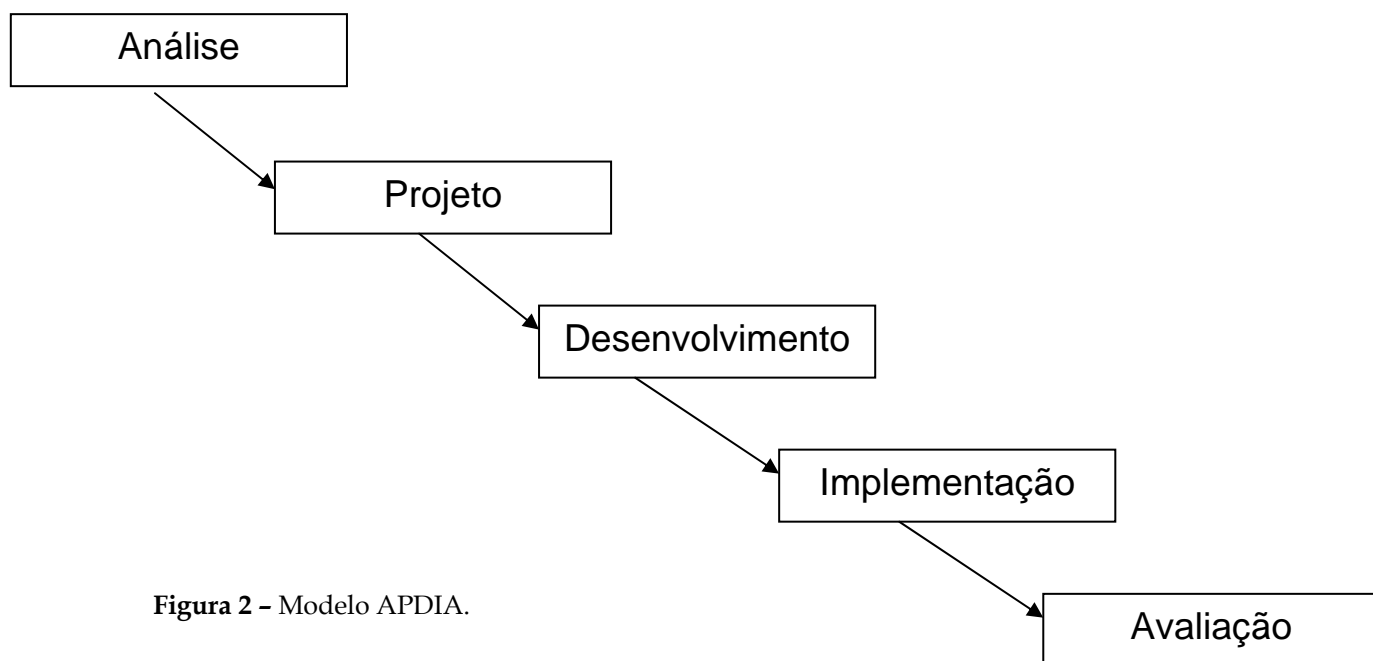 Análise
Projeto
Desenvolvimento
Implementação
Figura 2 – Modelo APDIA.
Avaliação